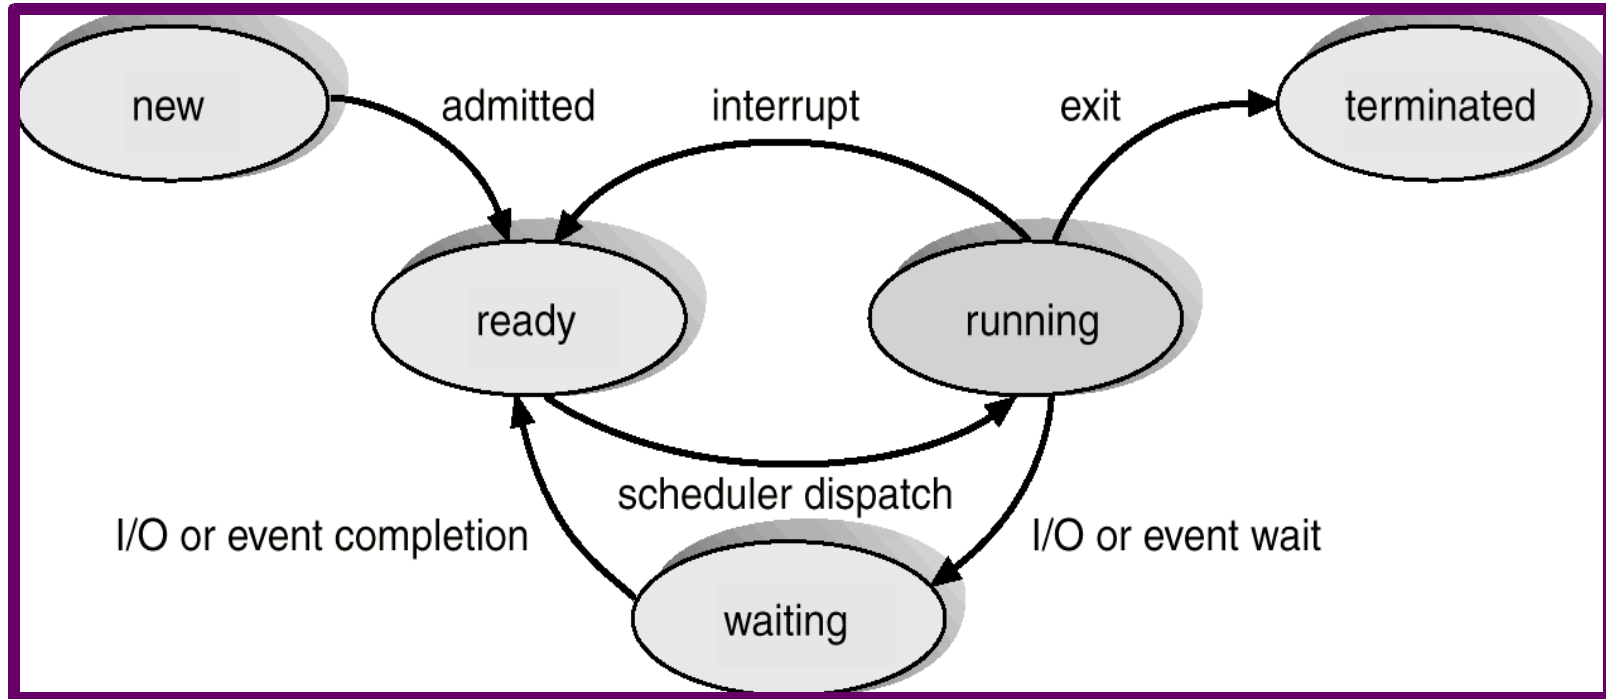 new
admitted
interrupt
exit
terminated
ready
running
scheduler dispatch
I/O or event completion
I/O or event wait
waiting